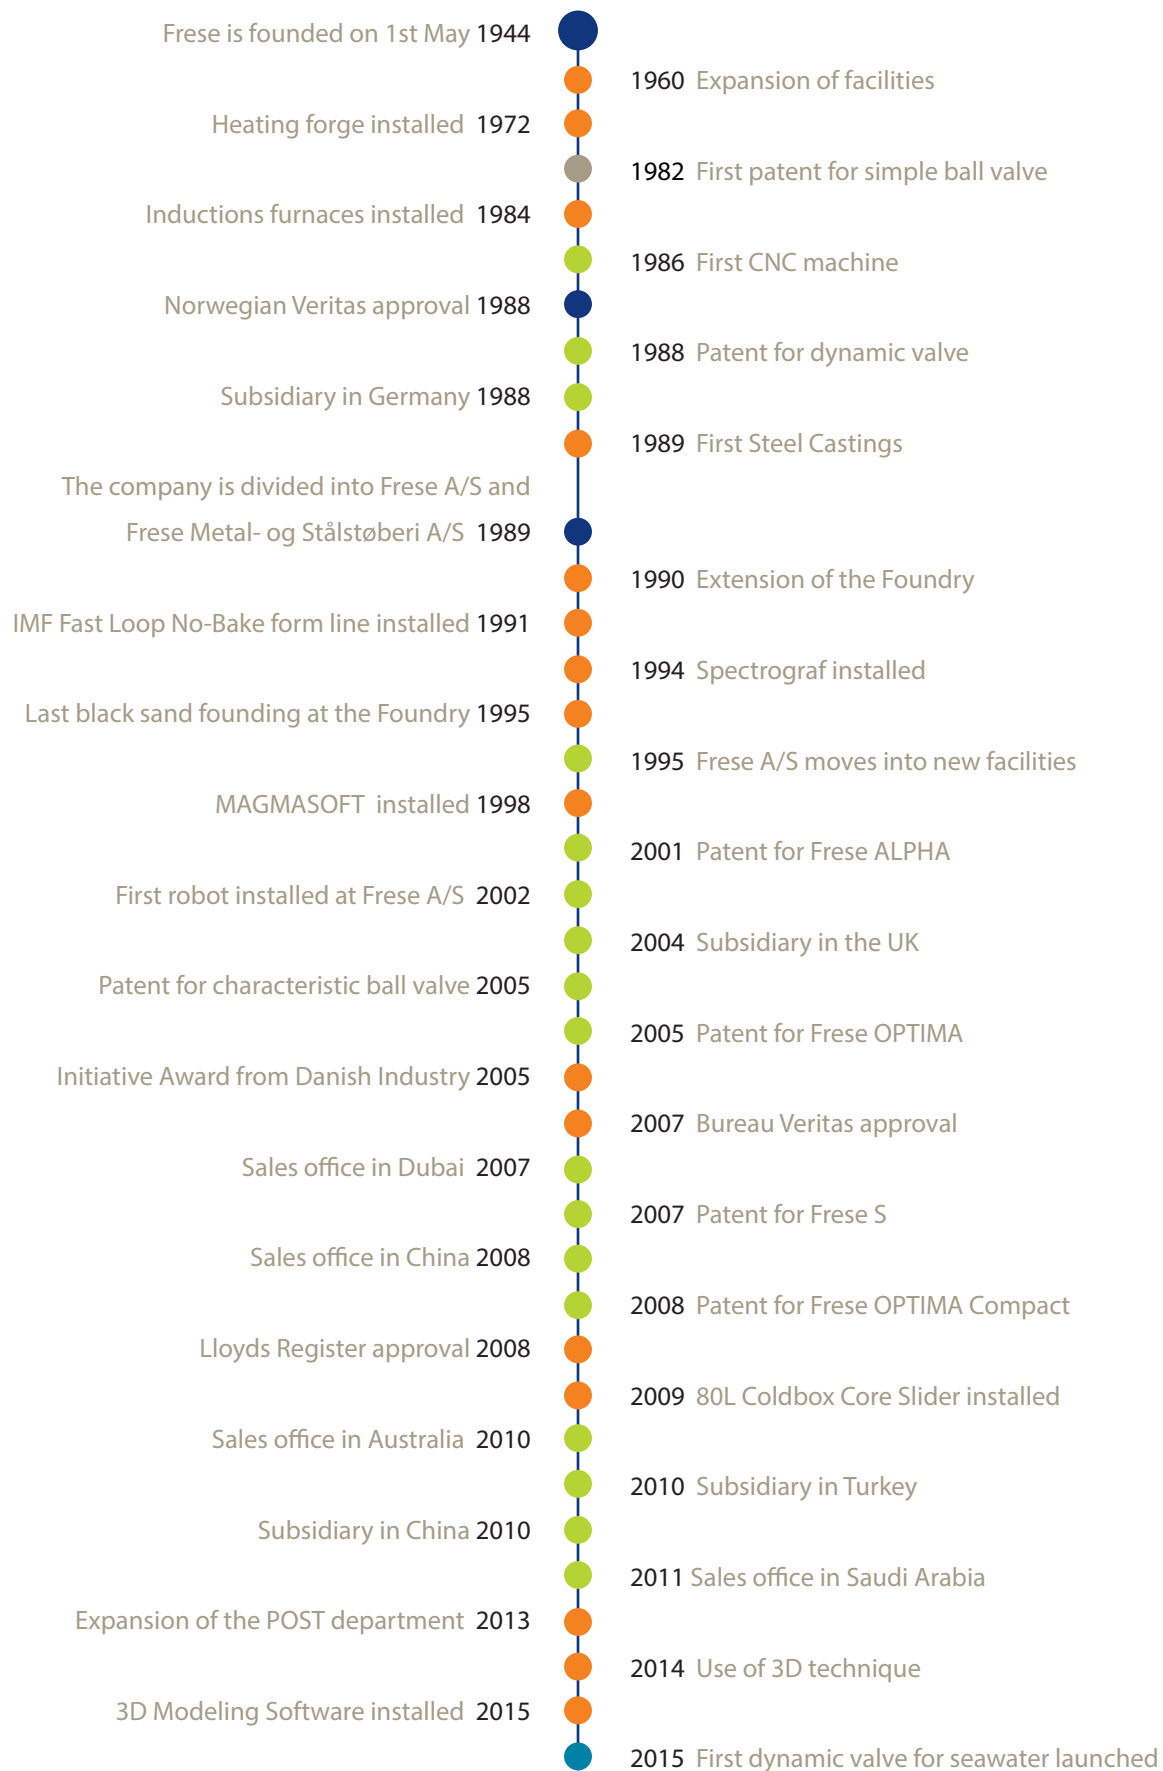 Frese is founded on 1st May 1944
1960 Expansion of facilities
Heating forge installed 1972
1982 First patent for simple ball valve
Inductions furnaces installed 1984
1986 First CNC machine
Norwegian Veritas approval 1988
1988 Patent for dynamic valve
Subsidiary in Germany 1988
1989 First Steel Castings
The company is divided into Frese A/S and
Frese Metal- og Stålstøberi A/S 1989
1990 Extension of the Foundry
IMF Fast Loop No-Bake form line installed 1991
1994 Spectrograf installed
Last black sand founding at the Foundry 1995
1995 Frese A/S moves into new facilities
MAGMASOFT installed 1998
2001 Patent for Frese ALPHA
First robot installed at Frese A/S 2002
2004 Subsidiary in the UK
Patent for characteristic ball valve 2005
2005 Patent for Frese OPTIMA
Initiative Award from Danish Industry 2005
2007 Bureau Veritas approval
Sales office in Dubai 2007
2007 Patent for Frese S
Sales office in China 2008
2008 Patent for Frese OPTIMA Compact
Lloyds Register approval 2008
2009 80L Coldbox Core Slider installed
Sales office in Australia 2010
2010 Subsidiary in Turkey
Subsidiary in China 2010
2011 Sales office in Saudi Arabia
Expansion of the POST department 2013
2014 Use of 3D technique
3D Modeling Software installed 2015
2015 First dynamic valve for seawater launched